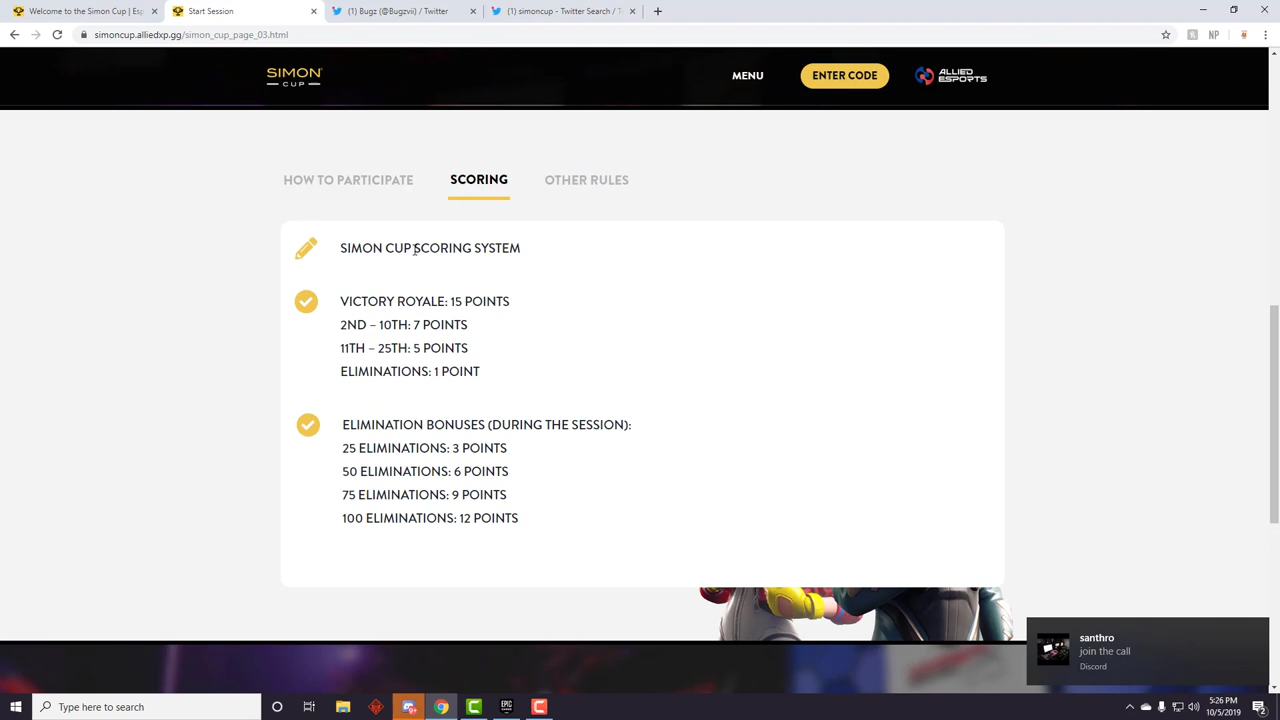 Welcome to the Simon Cup | Esp
Start Session
(1) Bugz (@Bugzvii) / Twitter
(1) simoncup - Twitter Search / T
simoncup.alliedxp.gg/simon_cup_page_03.html
NP
SIMON
CUP
MENU
ENTER CODE
ALLIED
ESPORTS
HOW TO PARTICIPATE
SCORING
OTHER RULES
SIMON CUP SCORING SYSTEM
VICTORY ROYALE: 15 POINTS
2ND – 10TH: 7 POINTS
11TH – 25TH: 5 POINTS
ELIMINATIONS: 1 POINT
ELIMINATION BONUSES (DURING THE SESSION):
25 ELIMINATIONS: 3 POINTS
50 ELIMINATIONS: 6 POINTS
75 ELIMINATIONS: 9 POINTS
100 ELIMINATIONS: 12 POINTS
santhro
join the call
Discord
Type here to search
EPIC
5:26 PM
10/5/2019
2